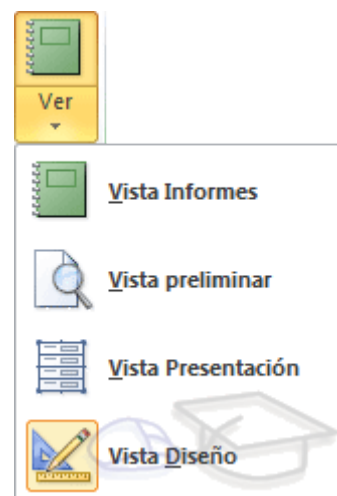 Ver
Vista Informes
Vista preliminar
Vista Presentación
Vista Diseño